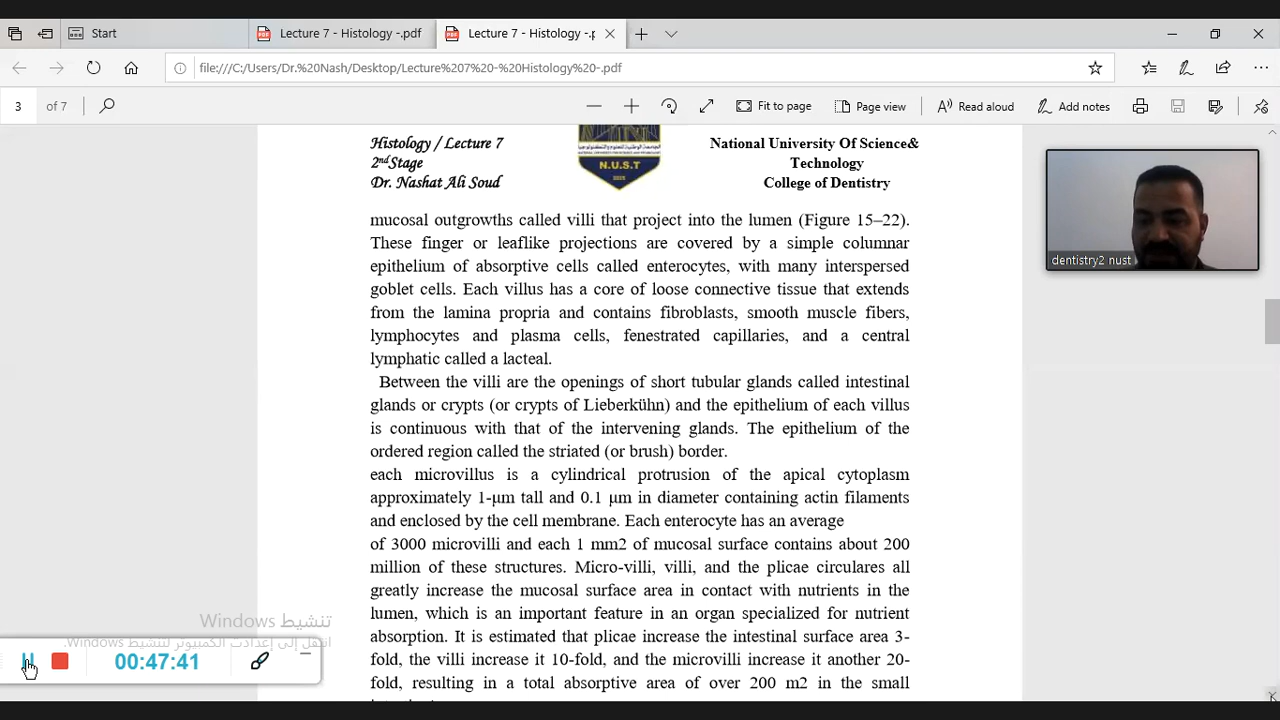 Start
Lecture 7 - Histology -.pdf
Lecture 7 - Histology -.p
file:///C:/Users/Dr.%20Nash/Desktop/Lecture%207%20-%20Histology%20-.pdf
3 of 7
Fit to page
Page view
Read aloud
Add notes
Histology / Lecture 7
2nd Stage
Dr. Nashat Ali Soud
N.U.S.T
National University Of Science&
Technology
College of Dentistry
mucosal outgrowths called villi that project into the lumen (Figure 15–22).
These finger or leaflike projections are covered by a simple columnar
epithelium of absorptive cells called enterocytes, with many interspersed
goblet cells. Each villus has a core of loose connective tissue that extends
from the lamina propria and contains fibroblasts, smooth muscle fibers,
lymphocytes and plasma cells, fenestrated capillaries, and a central
lymphatic called a lacteal.
Between the villi are the openings of short tubular glands called intestinal
glands or crypts (or crypts of Lieberkühn) and the epithelium of each villus
is continuous with that of the intervening glands. The epithelium of the
ordered region called the striated (or brush) border.
each microvillus is a cylindrical protrusion of the apical cytoplasm
approximately 1-µm tall and 0.1 µm in diameter containing actin filaments
and enclosed by the cell membrane. Each enterocyte has an average
of 3000 microvilli and each 1 mm2 of mucosal surface contains about 200
million of these structures. Micro-villi, villi, and the plicae circulares all
greatly increase the mucosal surface area in contact with nutrients in the
lumen, which is an important feature in an organ specialized for nutrient
absorption. It is estimated that plicae increase the intestinal surface area 3-
fold, the villi increase it 10-fold, and the microvilli increase it another 20-
fold, resulting in a total absorptive area of over 200 m2 in the small
dentistry2 nust
تنشيط Windows
انتقل إلى إعدادات الكمبيوتر لتنشيط Windows.
00:47:41